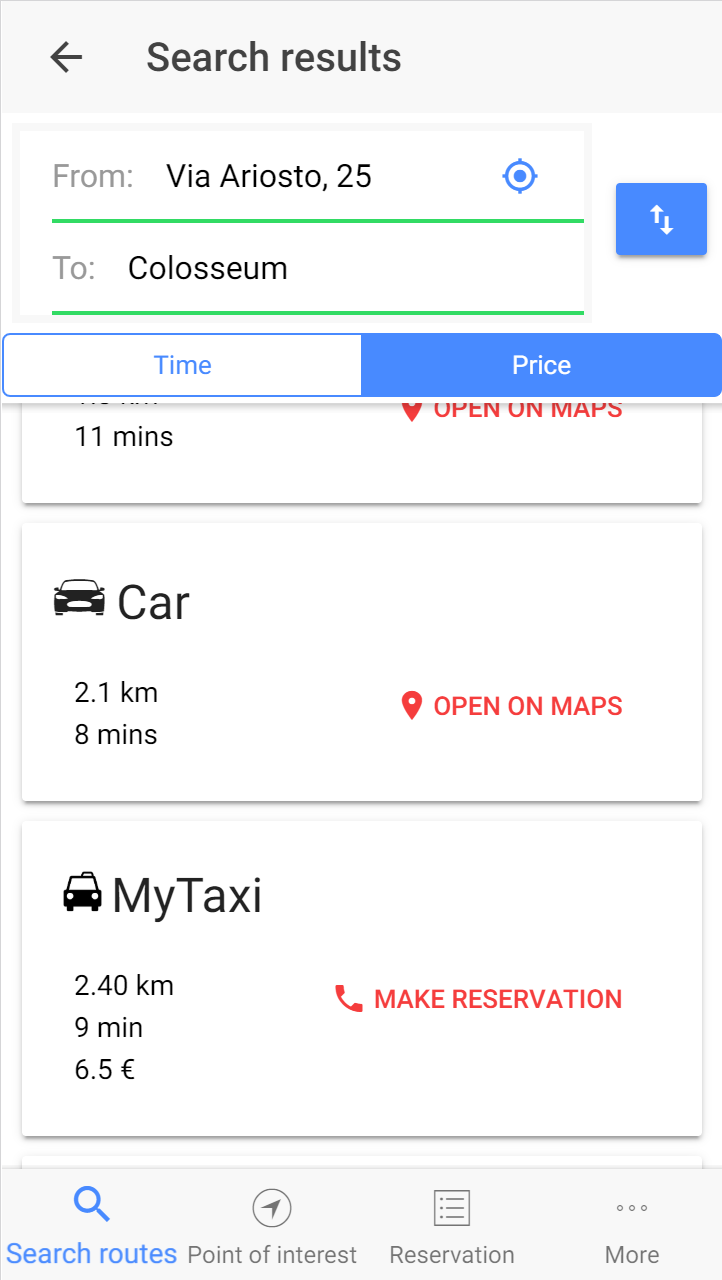 Search results
From: Via Ariosto, 25
To: Colosseum
Time Price
OPEN ON MAPS
11 mins
Car
2.1 km
OPEN ON MAPS
8 mins
MyTaxi
2.40 km
MAKE RESERVATION
9 min
6.5 €
Search routes Point of interest Reservation More